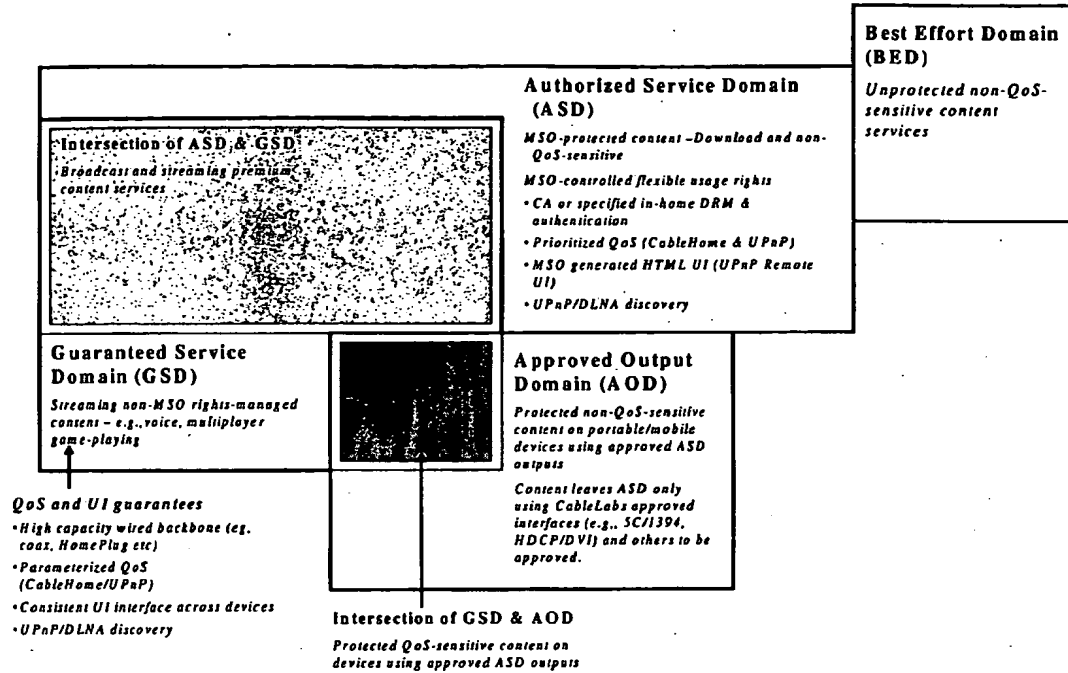 Best Effort Domain
(BED)
Unprotected non-QoS-
sensitive content
services
Authorized Service Domain
(ASD)
MSO-protected content –Download and non-
QoS-sensitive
MSO-controlled flexible usage rights
•CA or specified in-home DRM &
authentication
•Prioritized QoS (CableHome & UPnP)
•MSO generated HTML UI (UPnP Remote
UI)
•UPnP/DLNA discovery
Intersection of ASD & GSD
•Broadcast and streaming premium
content services
Guaranteed Service
Domain (GSD)
Streaming non-MSO rights-managed
content – e.g.,voice, multiplayer
game-playing
Approved Output
Domain (AOD)
Protected non-QoS-sensitive
content on portable/mobile
devices using approved ASD
outputs
Content leaves ASD only
using CableLabs approved
interfaces (e.g., 5C/1394,
HDCP/DVI) and others to be
approved.
QoS and UI guarantees
•High capacity wired backbone (eg,
coax, HomePlug etc)
•Parameterized QoS
(CableHome/UPnP)
•Consistent UI interface across devices
•UPnP/DLNA discovery
Intersection of GSD & AOD
Protected QoS-sensitive content on
devices using approved ASD outputs